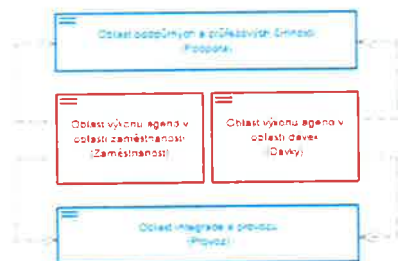 Oblast podpůrných a průřezových činností
(Podpora)
Oblast výkonu agend v
oblasti zaměstnanosti
(Zaměstnanost)
Oblast výkonu agend v
oblasti dávek
(Dávky)
Oblast integrace a provozu
(Provoz)